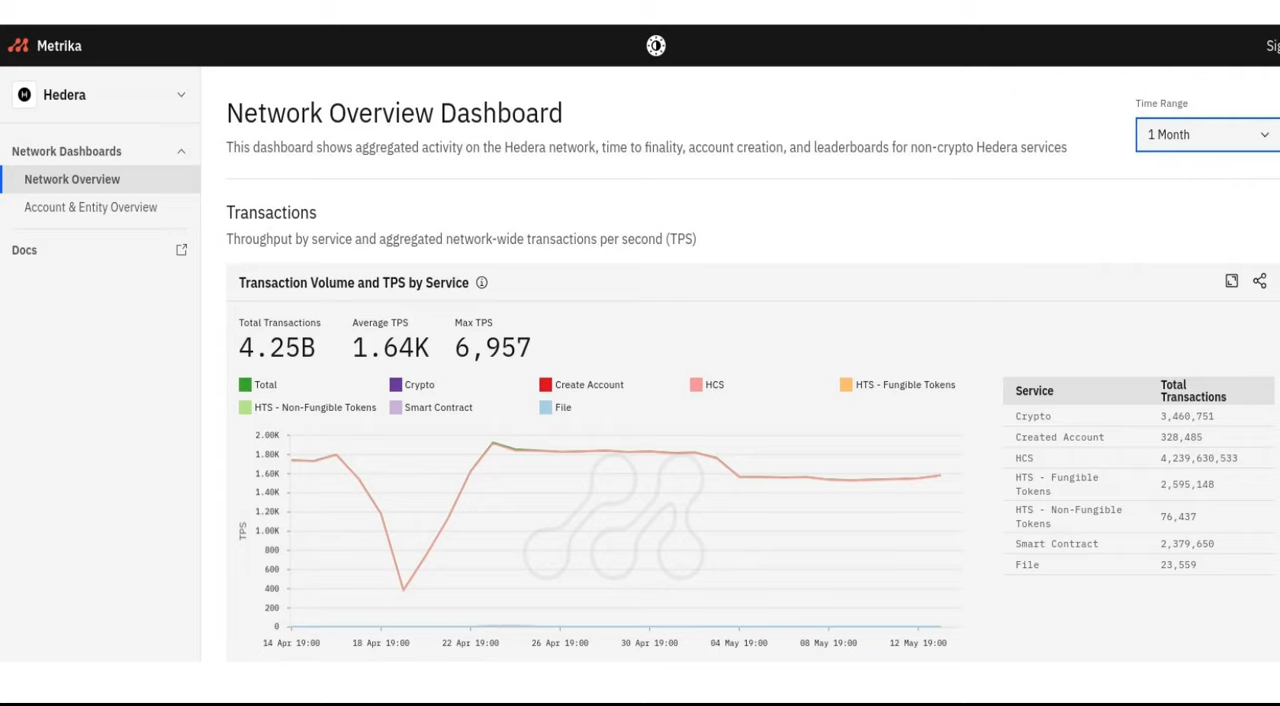 Metrika
Sig
Hedera
Network Dashboards
Network Overview
Account & Entity Overview
Docs
Network Overview Dashboard
This dashboard shows aggregated activity on the Hedera network, time to finality, account creation, and leaderboards for non-crypto Hedera services
Time Range
1 Month
Transactions
Throughput by service and aggregated network-wide transactions per second (TPS)
Transaction Volume and TPS by Service
Total Transactions Average TPS Max TPS
4.25B 1.64K 6,957
Total Crypto Create Account HCS HTS - Fungible Tokens
HTS - Non-Fungible Tokens Smart Contract File
TPS
2.00K
1.80K
1.60K
1.40K
1.20K
1.00K
800
600
400
200
0
14 Apr 19:00 18 Apr 19:00 22 Apr 19:00 26 Apr 19:00 30 Apr 19:00 04 May 19:00 08 May 19:00 12 May 19:00
Service Total Transactions
Crypto 3,460,751
Created Account 328,485
HCS 4,239,630,533
HTS - Fungible Tokens 2,595,148
HTS - Non-Fungible Tokens 76,437
Smart Contract 2,379,650
File 23,559